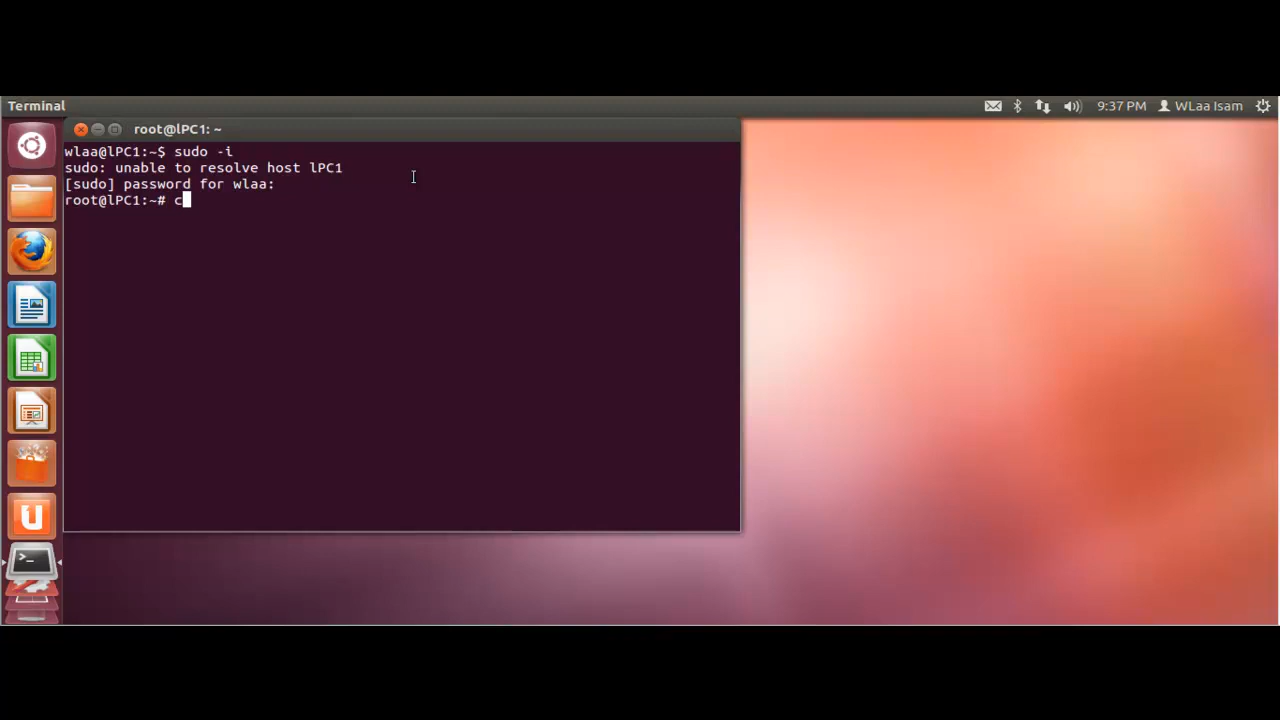 Terminal
9:37 PM WLaa Isam
root@lPC1: ~
wlaa@lPC1:~$ sudo -i
sudo: unable to resolve host lPC1
[sudo] password for wlaa:
root@lPC1:~# c